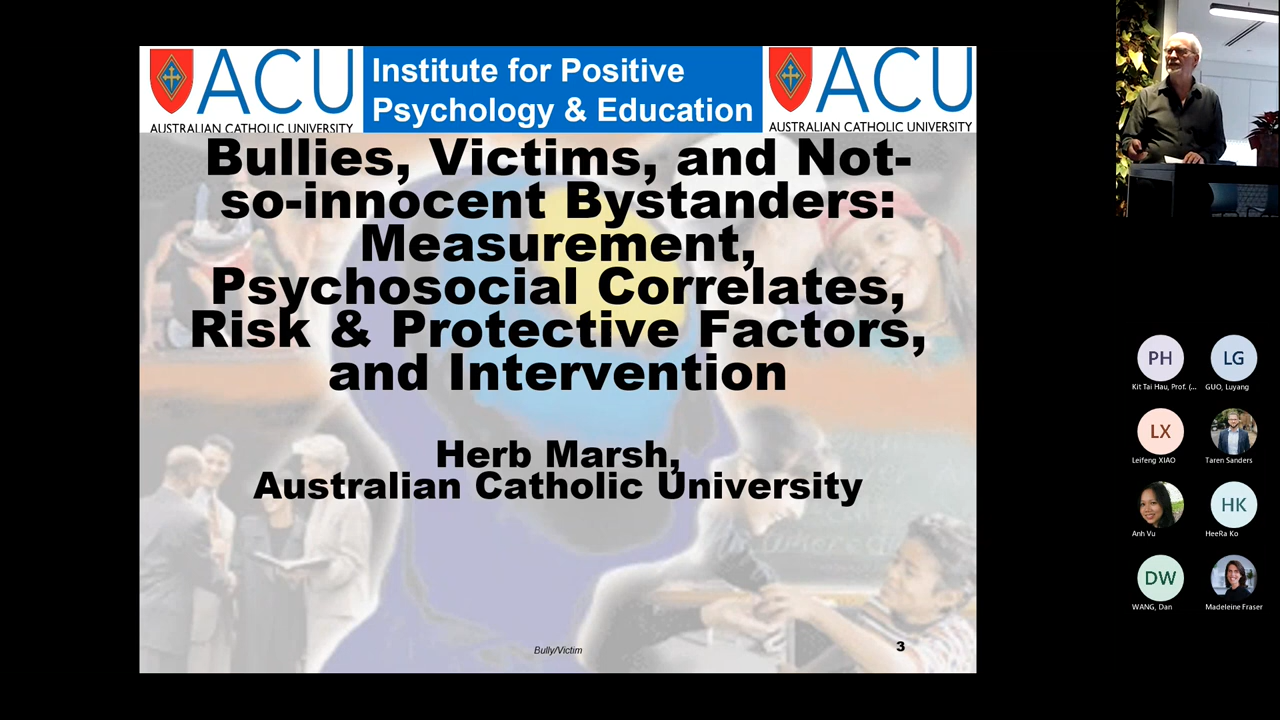 ACU
AUSTRALIAN CATHOLIC UNIVERSITY
Institute for Positive
Psychology & Education
ACU
AUSTRALIAN CATHOLIC UNIVERSITY
Bullies, Victims, and Not-
so-innocent Bystanders:
Measurement,
Psychosocial Correlates,
Risk & Protective Factors,
and Intervention
Herb Marsh,
Australian Catholic University
Bully/Victim
3
PH
Kit Tai Hau, Prof. (...
LG
GUO, Luyang
LX
Leifeng XIAO
Taren Sanders
Anh Vu
HK
HeeRa Ko
DW
WANG, Dan
Madeleine Fraser